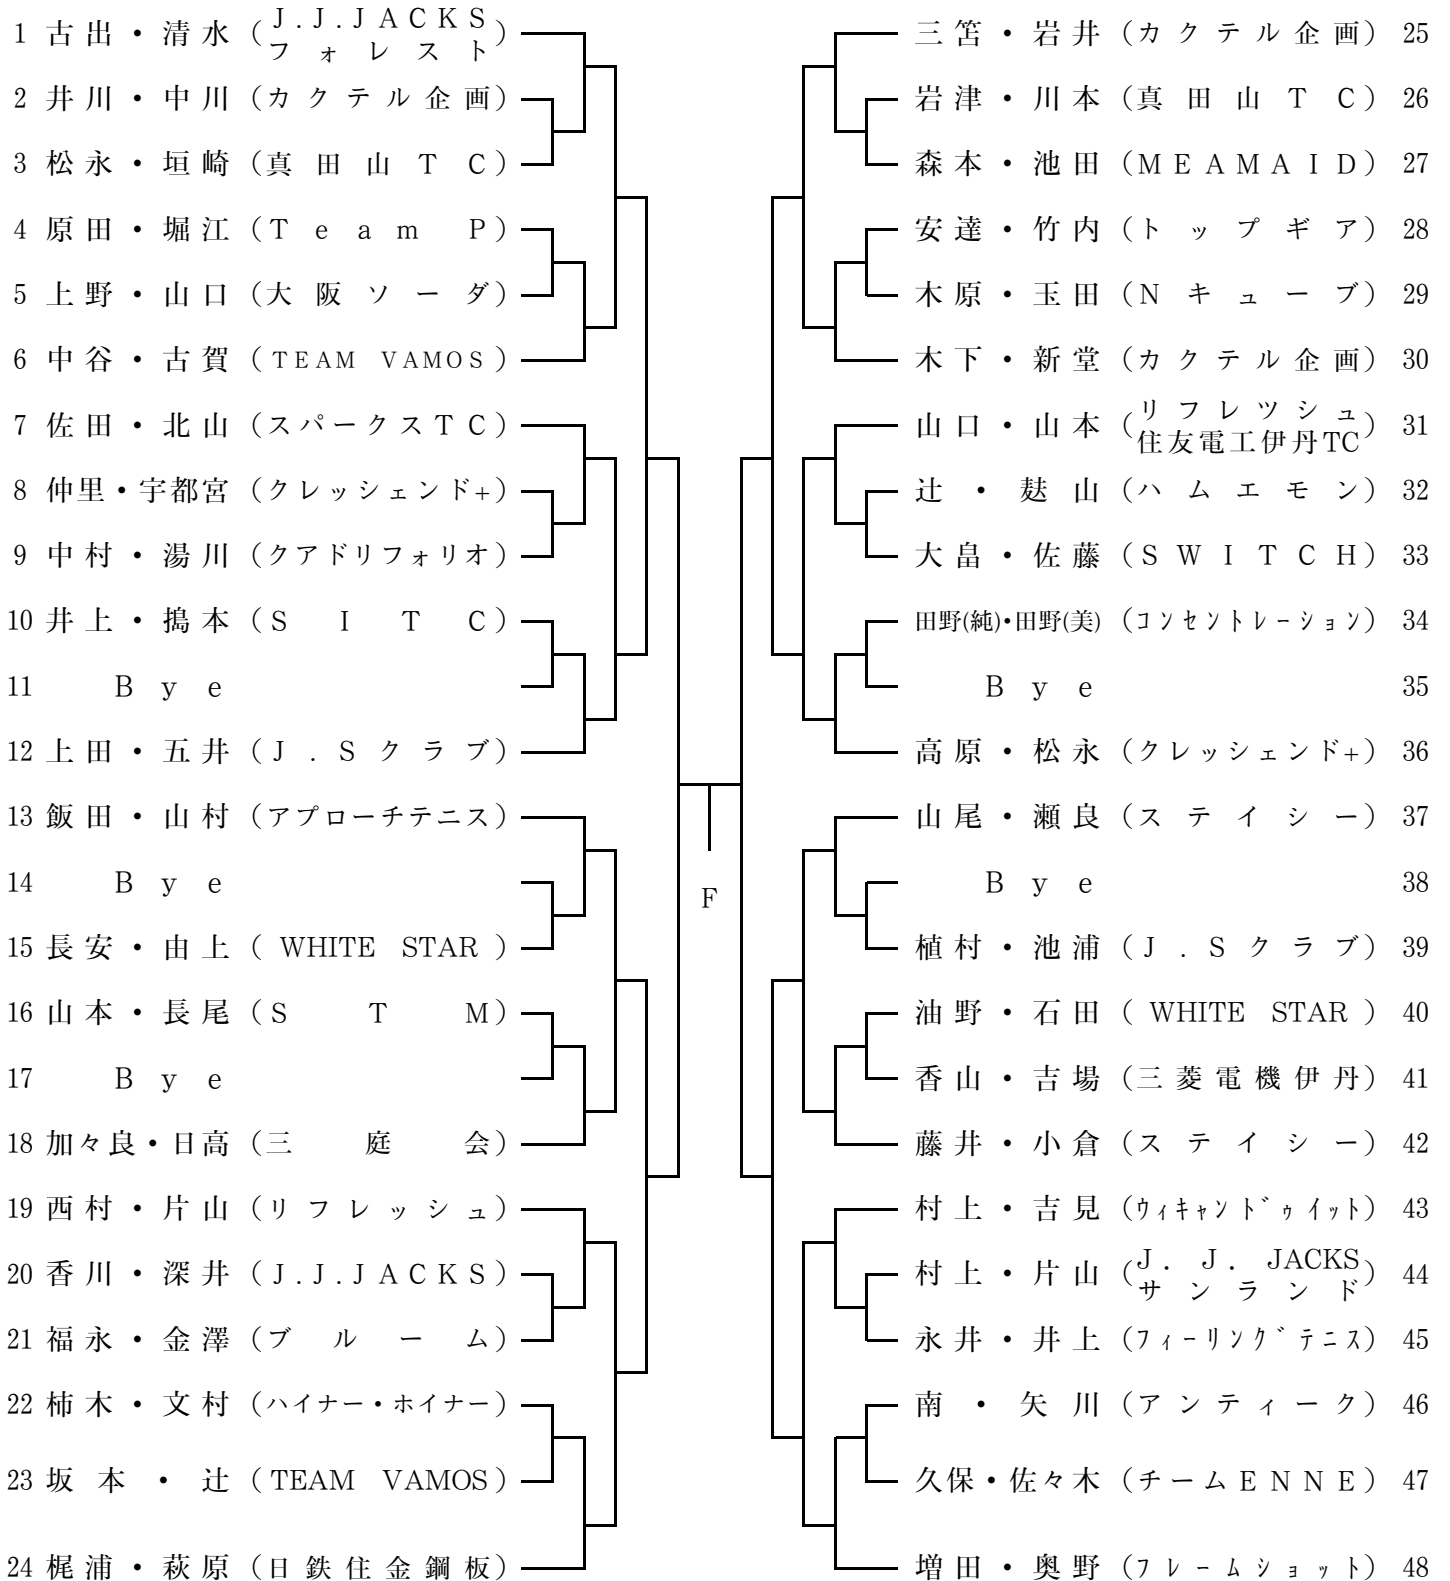 1 古出・清水 (J.J.JACKS フォレスト)
2 井川・中川 (カクテル企画)
3 松永・垣崎 (真田山TC)
4 原田・堀江 (Team P)
5 上野・山口 (大阪ソーダ)
6 中谷・古賀 (TEAM VAMOS)
7 佐田・北山 (スパークスTC)
8 仲里・宇都宮 (クレッシェンド+)
9 中村・湯川 (クアドリフォリオ)
10 井上・搗本 (SITC)
11 Bye
12 上田・五井 (J.Sクラブ)
13 飯田・山村 (アプローチテニス)
14 Bye
15 長安・由上 (WHITE STAR)
16 山本・長尾 (STM)
17 Bye
18 加々良・日高 (三庭会)
19 西村・片山 (リフレッシュ)
20 香川・深井 (J.J.JACKS)
21 福永・金澤 (ブルーム)
22 柿木・文村 (ハイナー・ホイナー)
23 坂本・辻 (TEAM VAMOS)
24 梶浦・萩原 (日鉄住金鋼板)
F
三笘・岩井 (カクテル企画) 25
岩津・川本 (真田山TC) 26
森本・池田 (MEAMAID) 27
安達・竹内 (トップギア) 28
木原・玉田 (Nキューブ) 29
木下・新堂 (カクテル企画) 30
山口・山本 (リフレツシュ 住友電工伊丹TC) 31
辻・麸山 (ハムエモン) 32
大畠・佐藤 (SWITCH) 33
田野(純)・田野(美) (コンセントレーション) 34
Bye 35
高原・松永 (クレッシェンド+) 36
山尾・瀬良 (ステイシー) 37
Bye 38
植村・池浦 (J.Sクラブ) 39
油野・石田 (WHITE STAR) 40
香山・吉場 (三菱電機伊丹) 41
藤井・小倉 (ステイシー) 42
村上・吉見 (ウィキャンドゥイット) 43
村上・片山 (J.J.JACKS サンランド) 44
永井・井上 (フィーリングテニス) 45
南・矢川 (アンティーク) 46
久保・佐々木 (チームENNE) 47
増田・奥野 (フレームショット) 48